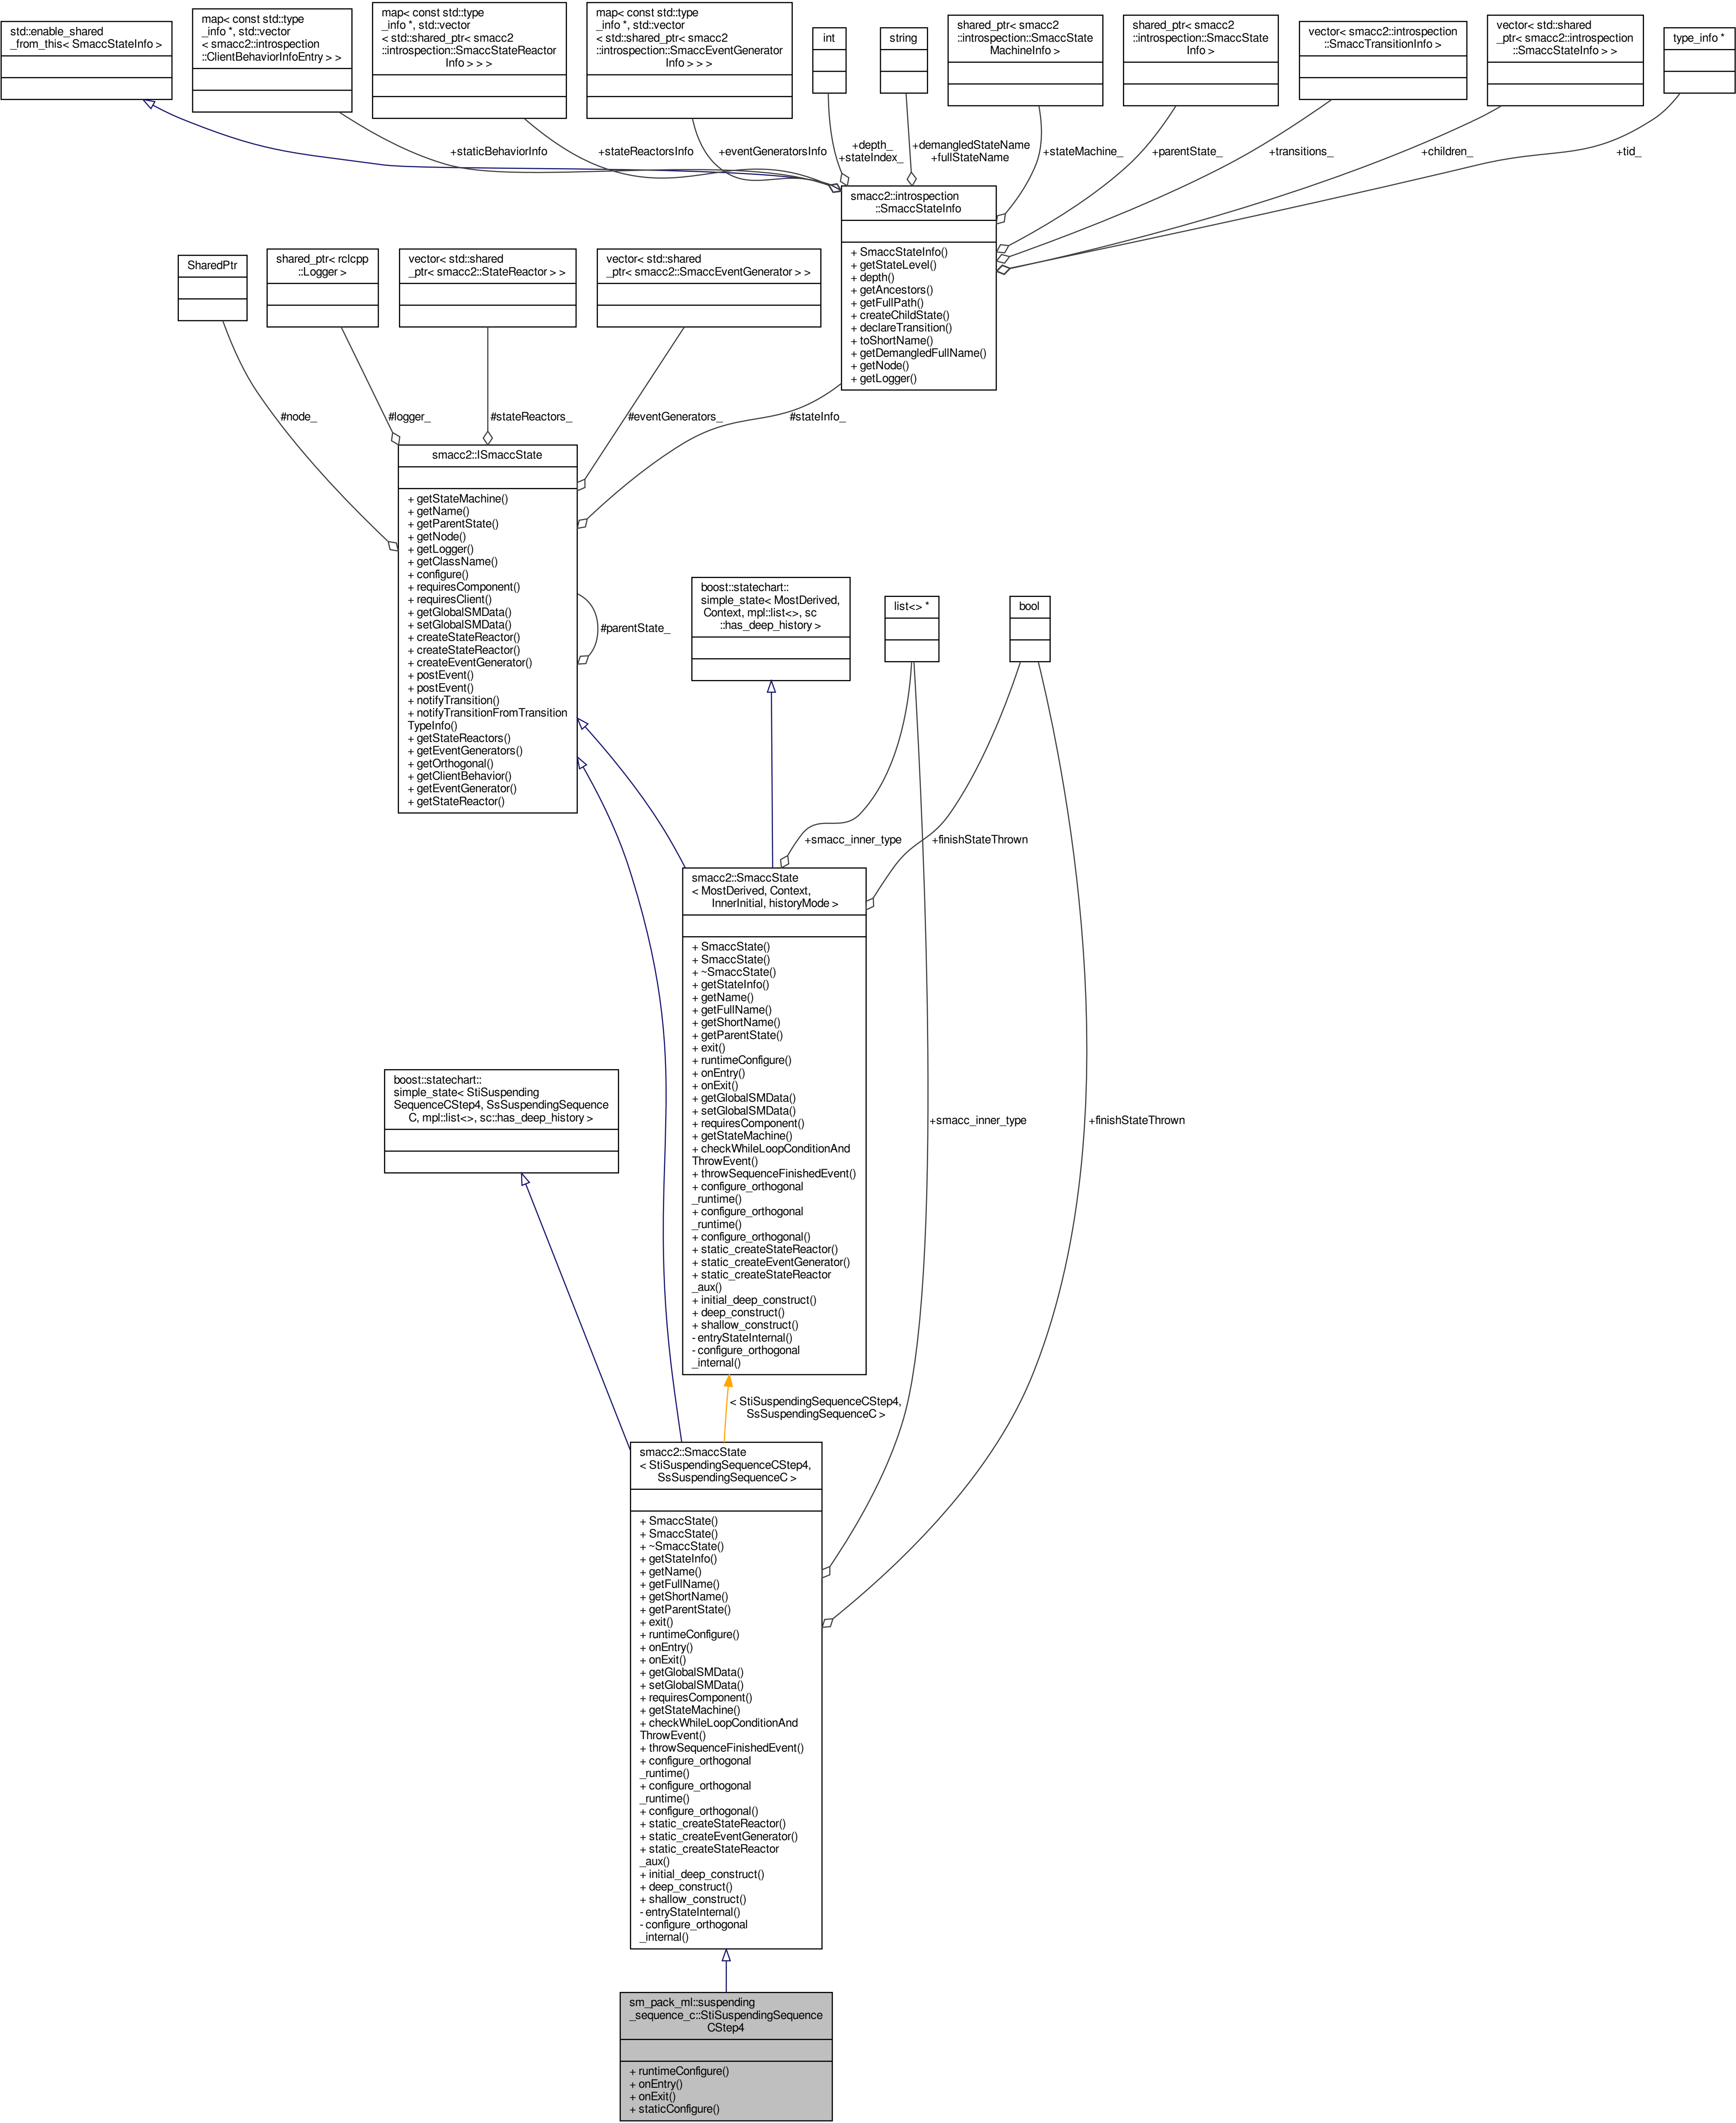 std::enable_shared
_from_this< SmaccStateInfo >
map< const std::type
_info *, std::vector
< smacc2::introspection
::ClientBehaviorInfoEntry > >
map< const std::type
_info *, std::vector
< std::shared_ptr< smacc2
::introspection::SmaccStateReactor
Info > > >
map< const std::type
_info *, std::vector
< std::shared_ptr< smacc2
::introspection::SmaccEventGenerator
Info > > >
int
string
shared_ptr< smacc2
::introspection::SmaccState
MachineInfo >
shared_ptr< smacc2
::introspection::SmaccState
Info >
vector< smacc2::introspection
::SmaccTransitionInfo >
vector< std::shared
_ptr< smacc2::introspection
::SmaccStateInfo > >
type_info *
+staticBehaviorInfo
+stateReactorsInfo
+eventGeneratorsInfo
+depth_
+stateIndex_
+demangledStateName
+fullStateName
+stateMachine_
+parentState_
+transitions_
+children_
+tid_
smacc2::introspection
::SmaccStateInfo
+ SmaccStateInfo()
+ getStateLevel()
+ depth()
+ getAncestors()
+ getFullPath()
+ createChildState()
+ declareTransition()
+ toShortName()
+ getDemangledFullName()
+ getNode()
+ getLogger()
SharedPtr
shared_ptr< rclcpp
::Logger >
vector< std::shared
_ptr< smacc2::StateReactor > >
vector< std::shared
_ptr< smacc2::SmaccEventGenerator > >
#node_
#logger_
#stateReactors_
#eventGenerators_
#stateInfo_
smacc2::ISmaccState
+ getStateMachine()
+ getName()
+ getParentState()
+ getNode()
+ getLogger()
+ getClassName()
+ configure()
+ requiresComponent()
+ requiresClient()
+ getGlobalSMData()
+ setGlobalSMData()
+ createStateReactor()
+ createStateReactor()
+ createEventGenerator()
+ postEvent()
+ postEvent()
+ notifyTransition()
+ notifyTransitionFromTransition
TypeInfo()
+ getStateReactors()
+ getEventGenerators()
+ getOrthogonal()
+ getClientBehavior()
+ getEventGenerator()
+ getStateReactor()
#parentState_
boost::statechart::
simple_state< MostDerived,
Context, mpl::list<>, sc
::has_deep_history >
list<> *
bool
+smacc_inner_type
+finishStateThrown
smacc2::SmaccState
< MostDerived, Context,
InnerInitial, historyMode >
+ SmaccState()
+ SmaccState()
+ ~SmaccState()
+ getStateInfo()
+ getName()
+ getFullName()
+ getShortName()
+ getParentState()
+ exit()
+ runtimeConfigure()
+ onEntry()
+ onExit()
+ getGlobalSMData()
+ setGlobalSMData()
+ requiresComponent()
+ getStateMachine()
+ checkWhileLoopConditionAnd
ThrowEvent()
+ throwSequenceFinishedEvent()
+ configure_orthogonal
_runtime()
+ configure_orthogonal
_runtime()
+ configure_orthogonal()
+ static_createStateReactor()
+ static_createEventGenerator()
+ static_createStateReactor
_aux()
+ initial_deep_construct()
+ deep_construct()
+ shallow_construct()
- entryStateInternal()
- configure_orthogonal
_internal()
boost::statechart::
simple_state< StiSuspending
SequenceCStep4, SsSuspendingSequence
C, mpl::list<>, sc::has_deep_history >
+smacc_inner_type
+finishStateThrown
< StiSuspendingSequenceCStep4,
SsSuspendingSequenceC >
smacc2::SmaccState
< StiSuspendingSequenceCStep4,
SsSuspendingSequenceC >
+ SmaccState()
+ SmaccState()
+ ~SmaccState()
+ getStateInfo()
+ getName()
+ getFullName()
+ getShortName()
+ getParentState()
+ exit()
+ runtimeConfigure()
+ onEntry()
+ onExit()
+ getGlobalSMData()
+ setGlobalSMData()
+ requiresComponent()
+ getStateMachine()
+ checkWhileLoopConditionAnd
ThrowEvent()
+ throwSequenceFinishedEvent()
+ configure_orthogonal
_runtime()
+ configure_orthogonal
_runtime()
+ configure_orthogonal()
+ static_createStateReactor()
+ static_createEventGenerator()
+ static_createStateReactor
_aux()
+ initial_deep_construct()
+ deep_construct()
+ shallow_construct()
- entryStateInternal()
- configure_orthogonal
_internal()
sm_pack_ml::suspending
_sequence_c::StiSuspendingSequence
CStep4
+ runtimeConfigure()
+ onEntry()
+ onExit()
+ staticConfigure()